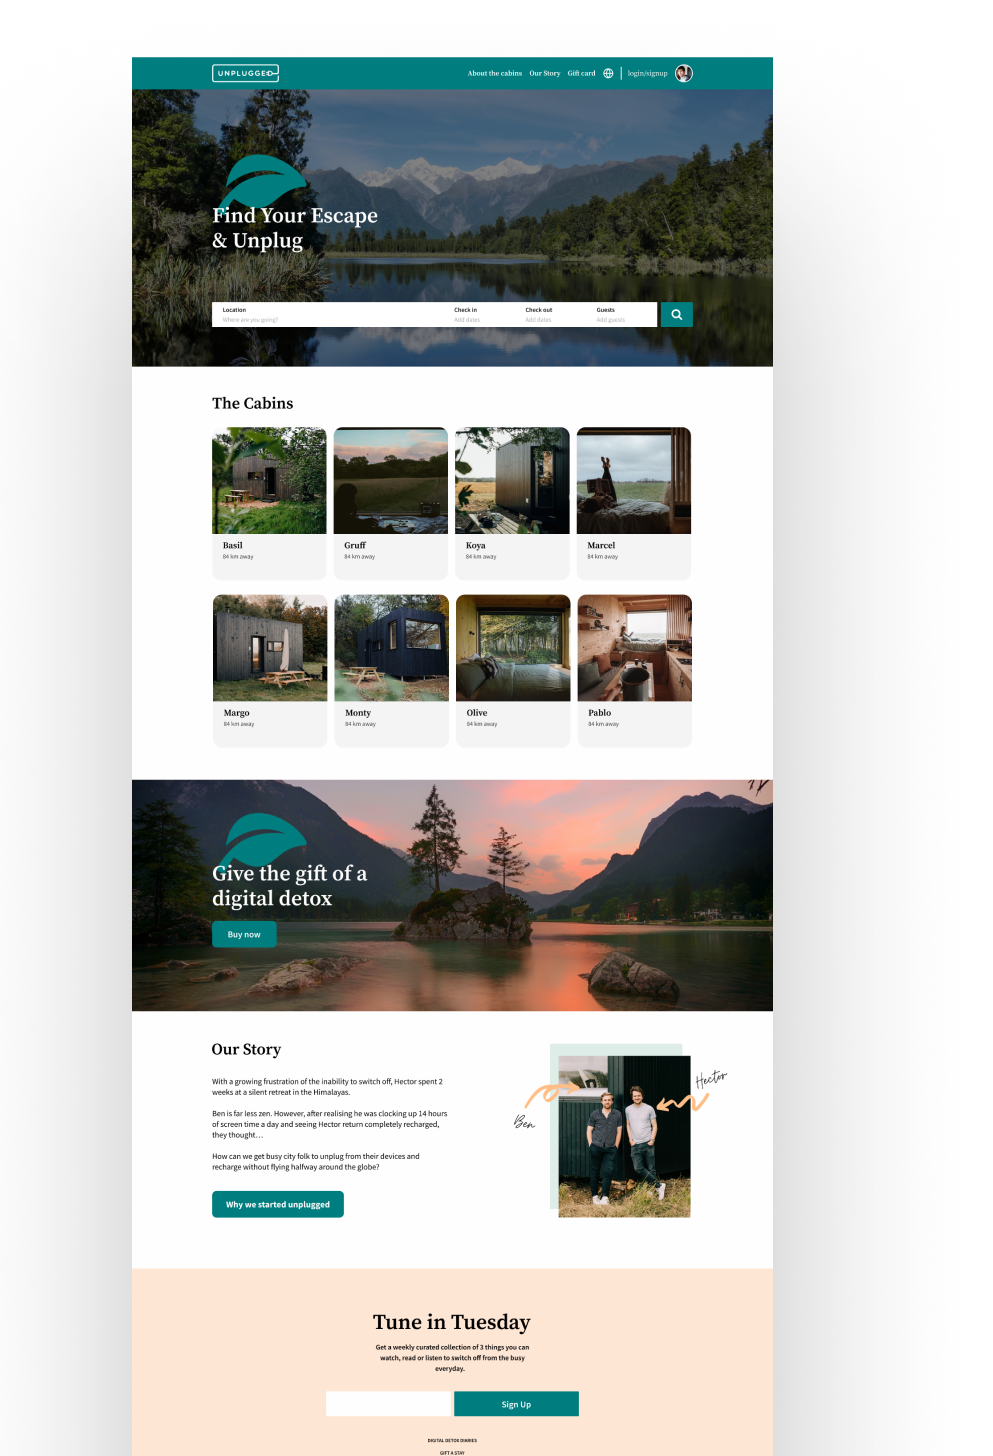 UNPLUGGED
About the cabins Our Story Gift card login/signup
Find Your Escape
& Unplug
Location Check in Check out Guests
Where are you going? Add dates Add dates Add guests
The Cabins
Basil Gruff Koya Marcel
84 km away 84 km away 84 km away 84 km away
Margo Monty Olive Pablo
84 km away 84 km away 84 km away 84 km away
Give the gift of a
digital detox
Buy now
Our Story
With a growing frustration of the inability to switch off, Hector spent 2
weeks at a silent retreat in the Himalayas.
Ben is far less zen. However, after realising he was clocking up 14 hours
of screen time a day and seeing Hector return completely recharged,
they thought…
How can we get busy city folk to unplug from their devices and
recharge without flying halfway around the globe?
Why we started unplugged
Hector
Ben
Tune in Tuesday
Get a weekly curated collection of 3 things you can
watch, read or listen to switch off from the busy
everyday.
Sign Up
DIGITAL DETOX DIARIES
GIFT A STAY